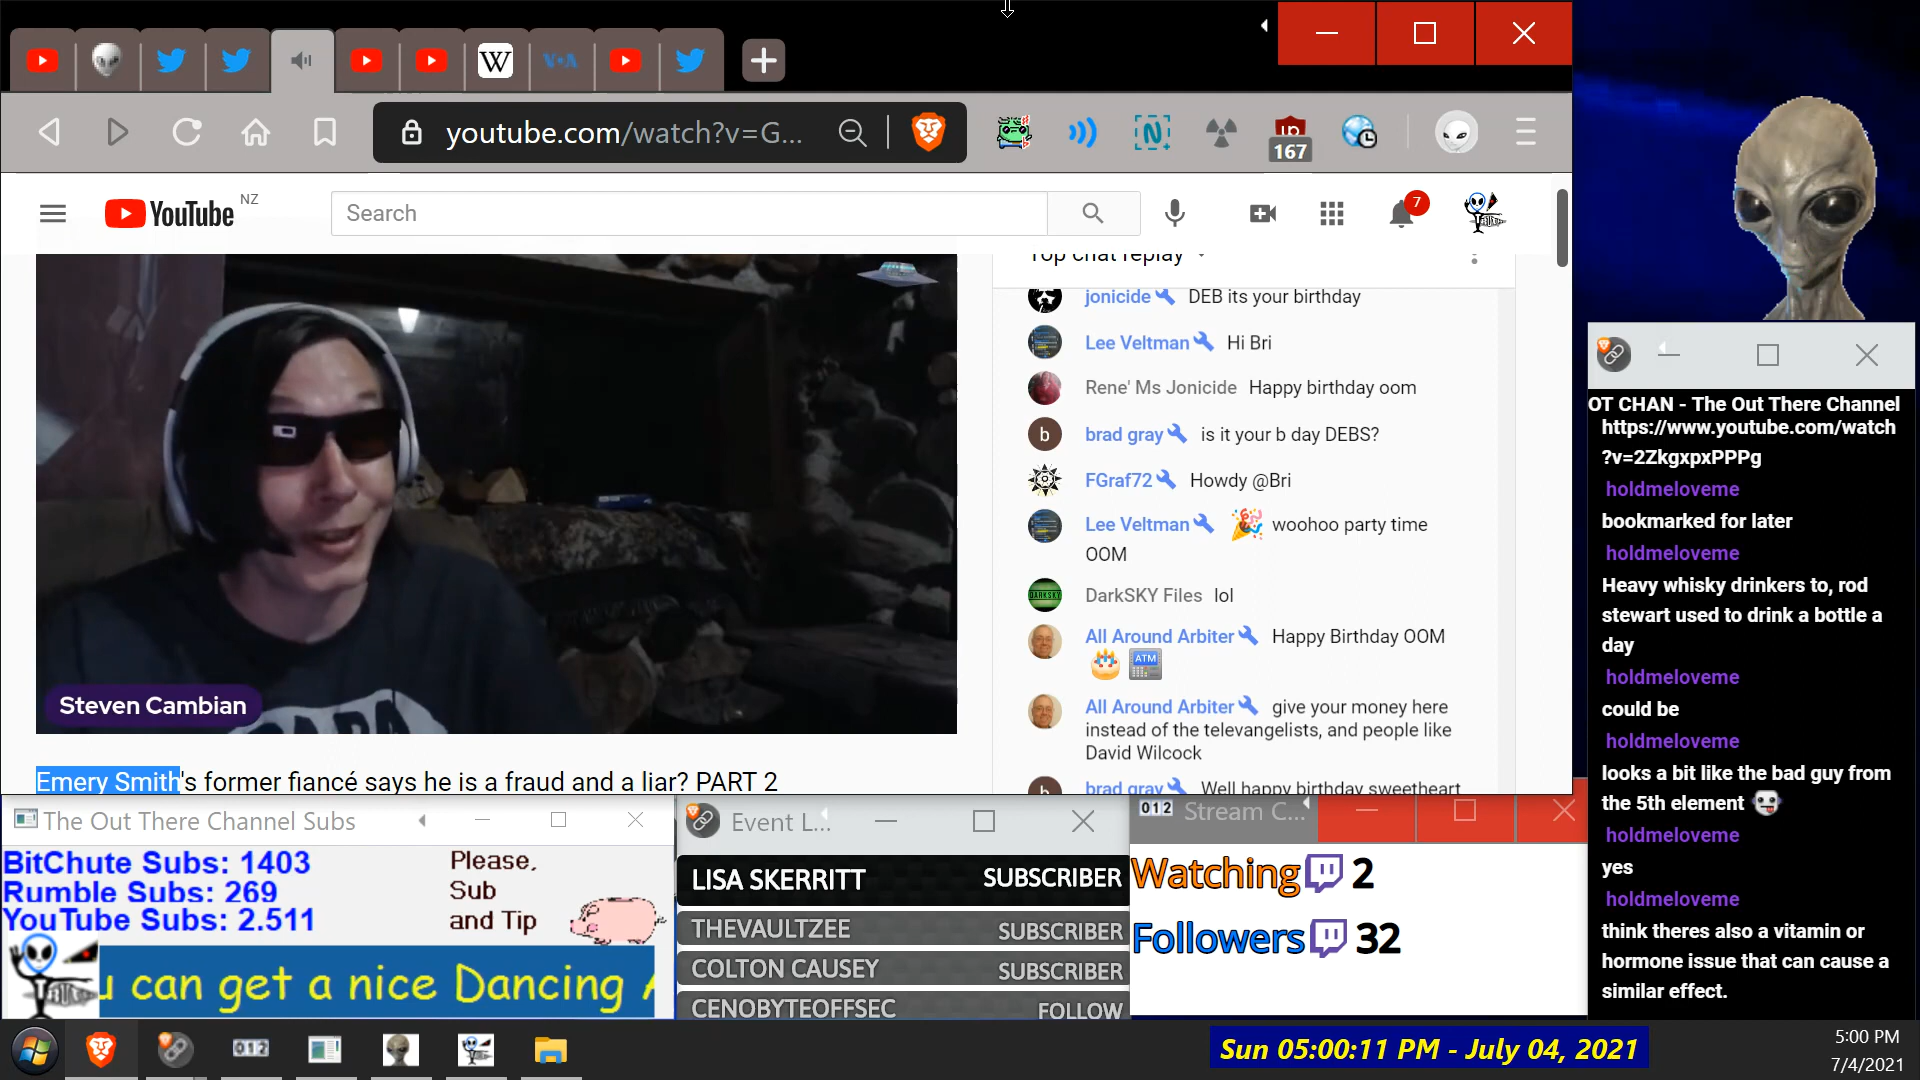 youtube.com/watch?v=G...
167
YouTube NZ
Search
7
Top chat replay
jonicide DEB its your birthday
Lee Veltman Hi Bri
Rene' Ms Jonicide Happy birthday oom
b brad gray is it your b day DEBS?
FGraf72 Howdy @Bri
Lee Veltman woohoo party time
OOM
DARKSKY DarkSKY Files lol
All Around Arbiter Happy Birthday OOM
ATM
All Around Arbiter give your money here
instead of the televangelists, and people like
David Wilcock
brad gray Well happy birthday sweetheart
Steven Cambian
Emery Smith's former fiancé says he is a fraud and a liar? PART 2
OT CHAN - The Out There Channel
https://www.youtube.com/watch
?v=2ZkgxpxPPPg
holdmeloveme
bookmarked for later
holdmeloveme
Heavy whisky drinkers to, rod
stewart used to drink a bottle a
day
holdmeloveme
could be
holdmeloveme
looks a bit like the bad guy from
the 5th element
holdmeloveme
yes
holdmeloveme
think theres also a vitamin or
hormone issue that can cause a
similar effect.
The Out There Channel Subs
BitChute Subs: 1403
Rumble Subs: 269
YouTube Subs: 2.511
Please,
Sub
and Tip
u can get a nice Dancing
Event L...
LISA SKERRITT SUBSCRIBER
THEVAULTZEE SUBSCRIBER
COLTON CAUSEY SUBSCRIBER
CENOBYTEOFFSEC FOLLOW
012 Stream C...
Watching 2
Followers 32
012
Sun 05:00:11 PM - July 04, 2021
5:00 PM
7/4/2021